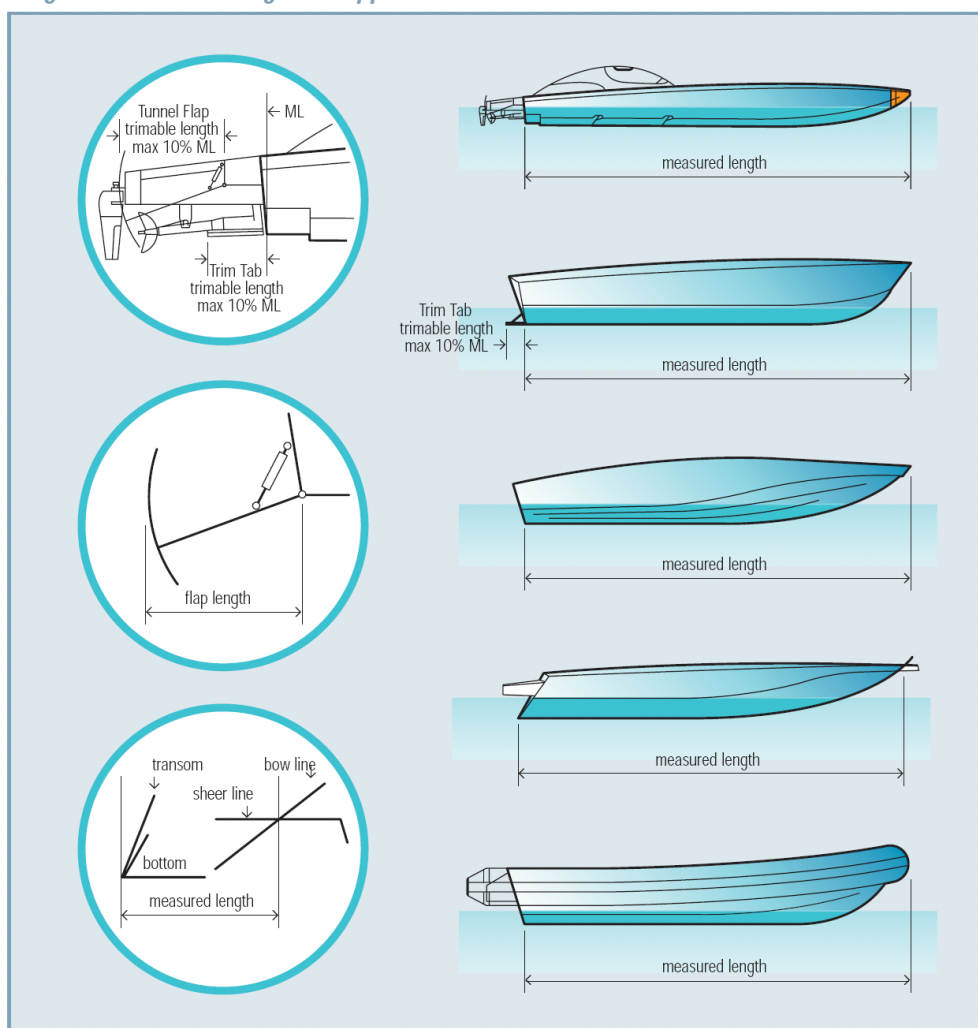 Tunnel Flap
trimable length
max 10% ML
ML
Trim Tab
trimable length
max 10% ML
flap length
transom
bow line
sheer line
bottom
measured length
measured length
Trim Tab
trimable length
max 10% ML
measured length
measured length
measured length
measured length